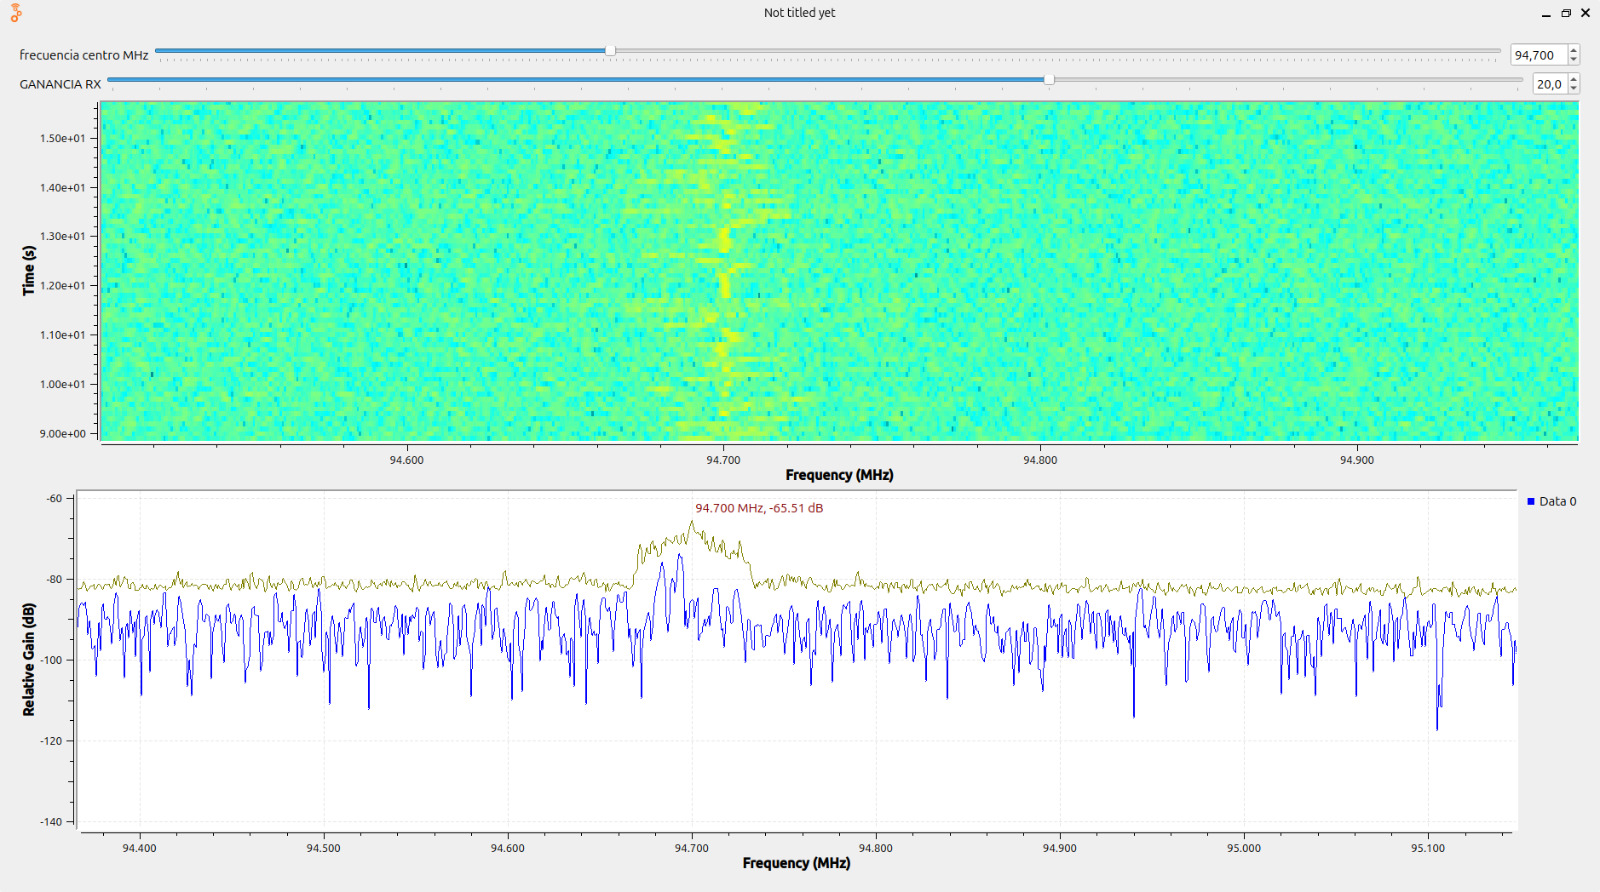 Not titled yet
frecuencia centro MHz 94,700
GANANCIA RX 20,0
Time (s)
1.50e+01
1.40e+01
1.30e+01
1.20e+01
1.10e+01
1.00e+01
9.00e+00
94.600 94.700 94.800 94.900
Frequency (MHz)
94.700 MHz, -65.51 dB
Data 0
Relative Gain (dB)
-60
-80
-100
-120
-140
94.400 94.500 94.600 94.700 94.800 94.900 95.000 95.100
Frequency (MHz)